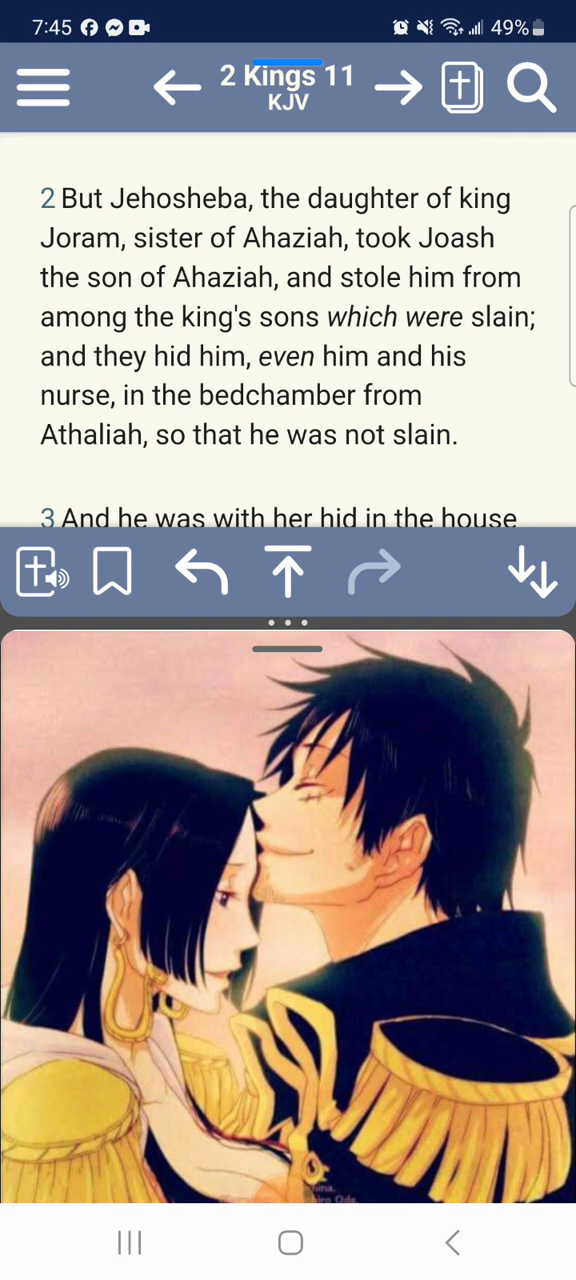 7:45
49%
2 Kings 11
KJV
2 But Jehosheba, the daughter of king
Joram, sister of Ahaziah, took Joash
the son of Ahaziah, and stole him from
among the king's sons which were slain;
and they hid him, even him and his
nurse, in the bedchamber from
Athaliah, so that he was not slain.
3 And he was with her hid in the house
Oda.